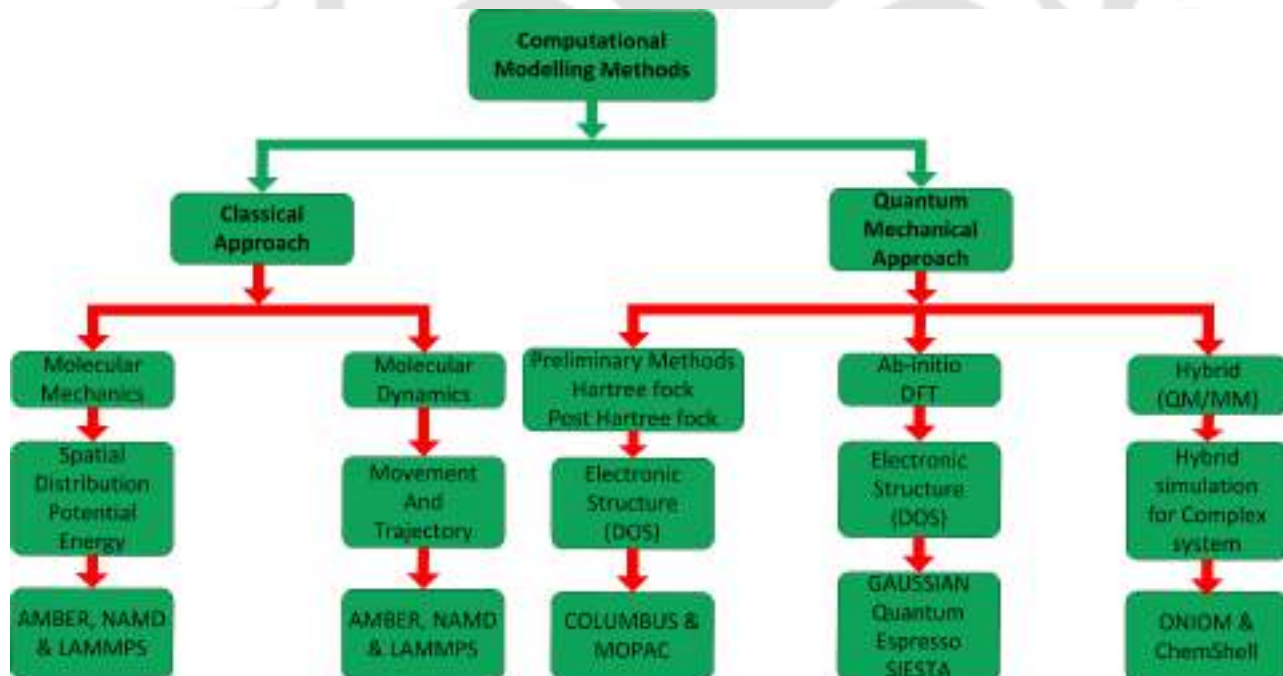 Computational
Modelling Methods
Classical
Approach
Quantum
Mechanical
Approach
Molecular
Mechanics
Molecular
Dynamics
Preliminary Methods
Hartree fock
Post Hartree fock
Ab-initio
DFT
Hybrid
(QM/MM)
Spatial
Distribution
Potential
Energy
Movement
And
Trajectory
Electronic
Structure
(DOS)
Electronic
Structure
(DOS)
Hybrid
simulation
for Complex
system
AMBER, NAMD
& LAMMPS
AMBER, NAMD
& LAMMPS
COLUMBUS &
MOPAC
GAUSSIAN
Quantum
Espresso
SIESTA
ONIOM &
ChemShell